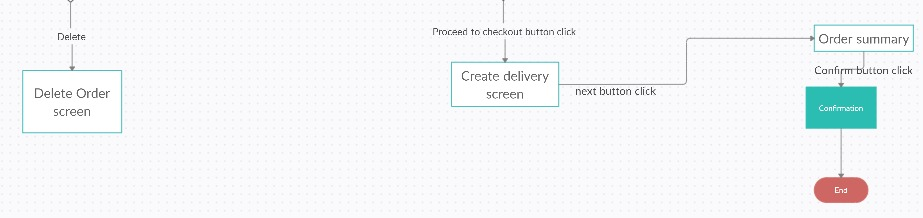 Delete
Delete Order
screen
Proceed to checkout button click
Create delivery
screen
next button click
Order summary
Confirm button click
Confirmation
End